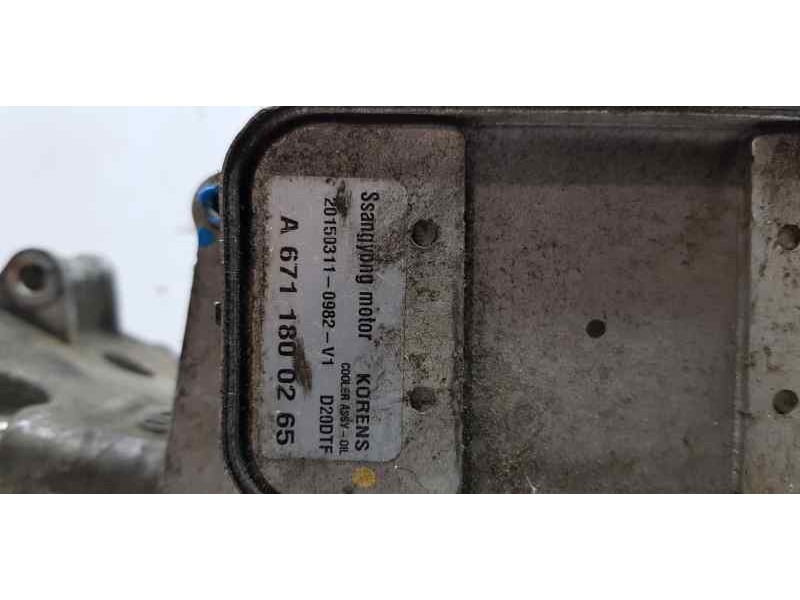 Ssangyong motor KORENS
COOLER ASSY-OIL
20150311-0982-V1 D20DTF
A 671 180 02 65